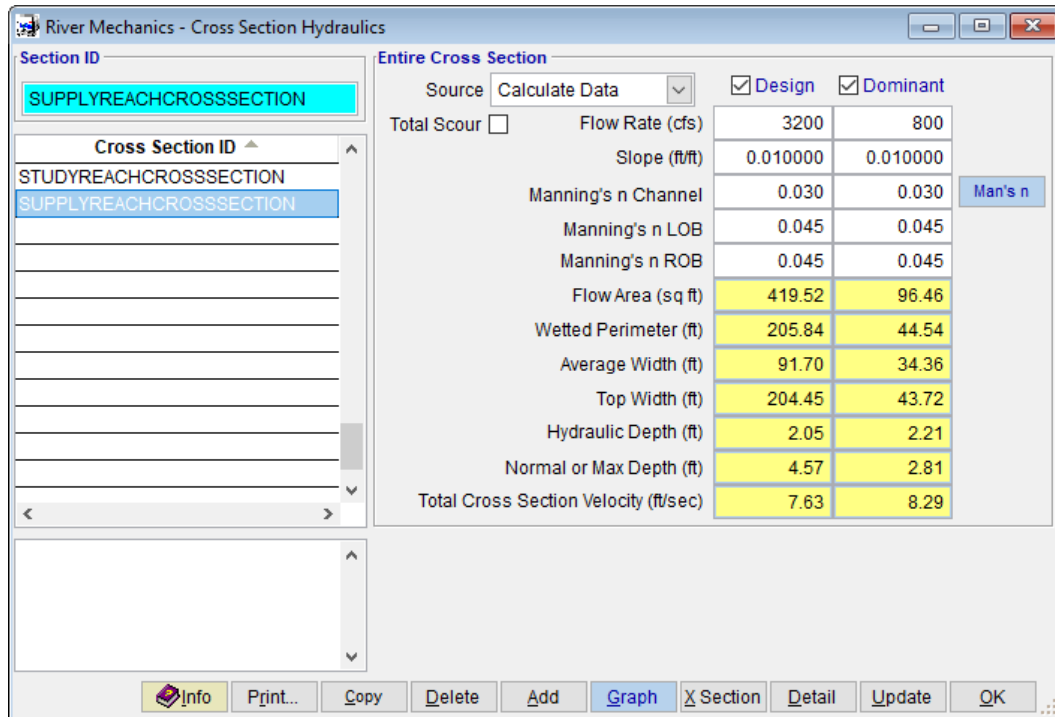 River Mechanics - Cross Section Hydraulics
Section ID
SUPPLYREACHCROSSSECTION
Cross Section ID
STUDYREACHCROSSSECTION
SUPPLYREACHCROSSSECTION
Entire Cross Section
Source Calculate Data Design Dominant
Total Scour Flow Rate (cfs) 3200 800
Slope (ft/ft) 0.010000 0.010000
Manning's n Channel 0.030 0.030 Man's n
Manning's n LOB 0.045 0.045
Manning's n ROB 0.045 0.045
Flow Area (sq ft) 419.52 96.46
Wetted Perimeter (ft) 205.84 44.54
Average Width (ft) 91.70 34.36
Top Width (ft) 204.45 43.72
Hydraulic Depth (ft) 2.05 2.21
Normal or Max Depth (ft) 4.57 2.81
Total Cross Section Velocity (ft/sec) 7.63 8.29
Info Print... Copy Delete Add Graph X Section Detail Update OK